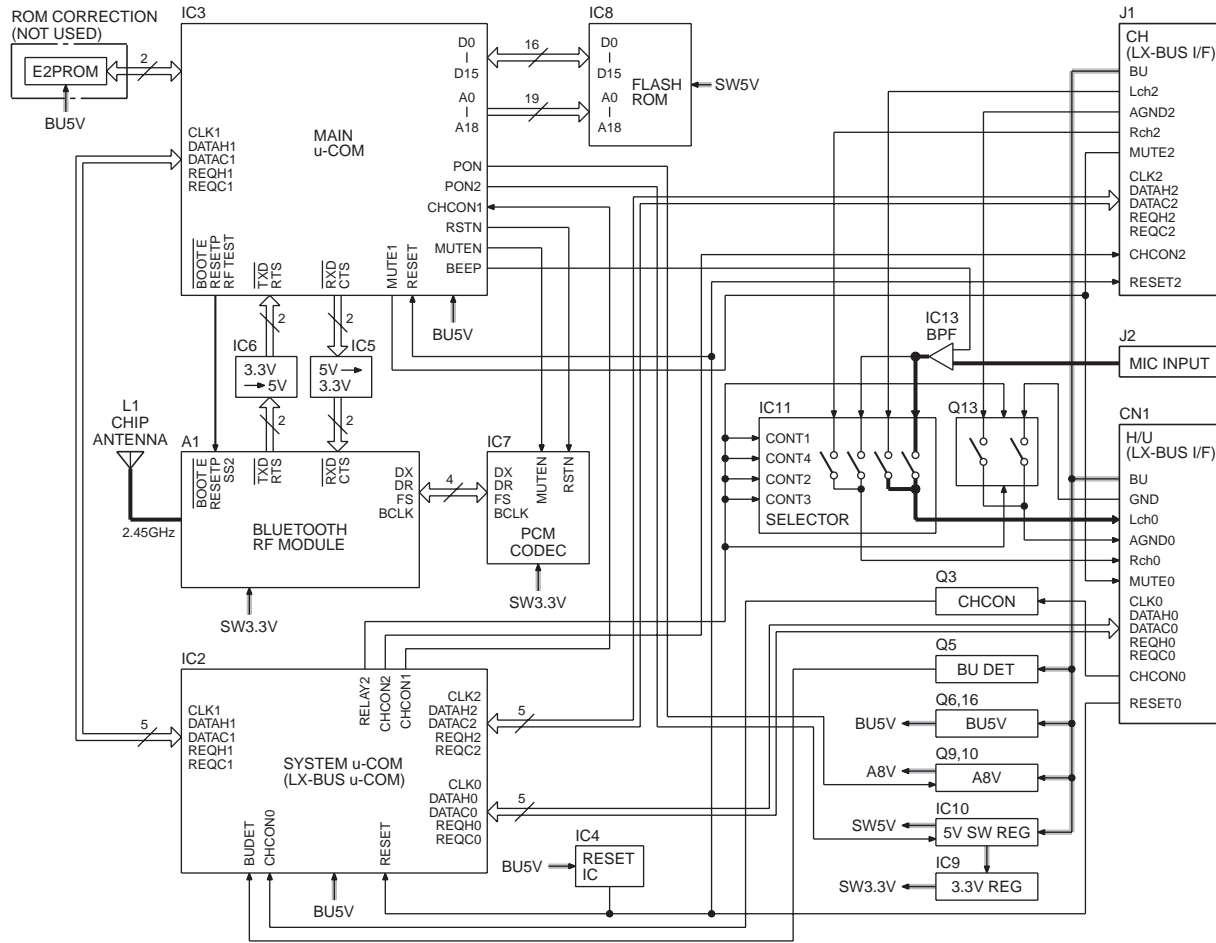 ROM CORRECTION
(NOT USED)
E2PROM
2
BU5V
IC3
MAIN
u-COM
CLK1
DATAH1
DATAC1
REQH1
REQC1
D0
D15
A0
A18
PON
PON2
CHCON1
RSTN
MUTEN
BEEP
BOOT E
RESETP
RF TEST
TXD
RTS
RXD
CTS
MUTE1
RESET
BU5V
16
19
IC8
D0
D15
A0
A18
FLASH
ROM
SW5V
J1
CH
(LX-BUS I/F)
BU
Lch2
AGND2
Rch2
MUTE2
CLK2
DATAH2
DATAC2
REQH2
REQC2
CHCON2
RESET2
2
2
IC6
3.3V
5V
IC5
5V
3.3V
2
2
IC13
BPF
J2
MIC INPUT
L1
CHIP
ANTENNA
2.45GHz
A1
BOOT E
RESETP
SS2
TXD
RTS
RXD
CTS
DX
DR
FS
BCLK
BLUETOOTH
RF MODULE
SW3.3V
4
IC7
DX
DR
FS
BCLK
MUTEN
RSTN
PCM
CODEC
SW3.3V
IC11
CONT1
CONT4
CONT2
CONT3
SELECTOR
Q13
CN1
H/U
(LX-BUS I/F)
BU
GND
Lch0
AGND0
Rch0
MUTE0
CLK0
DATAH0
DATAC0
REQH0
REQC0
CHCON0
RESET0
Q3
CHCON
Q5
BU DET
Q6,16
BU5V
BU5V
Q9,10
A8V
A8V
IC10
SW5V
5V SW REG
IC9
SW3.3V
3.3V REG
IC2
5
CLK1
DATAH1
DATAC1
REQH1
REQC1
RELAY2
CHCON2
CHCON1
CLK2
DATAH2
DATAC2
REQH2
REQC2
5
SYSTEM u-COM
(LX-BUS u-COM)
CLK0
DATAH0
DATAC0
REQH0
REQC0
5
BUDET
CHCON0
RESET
BU5V
IC4
RESET
IC
BU5V